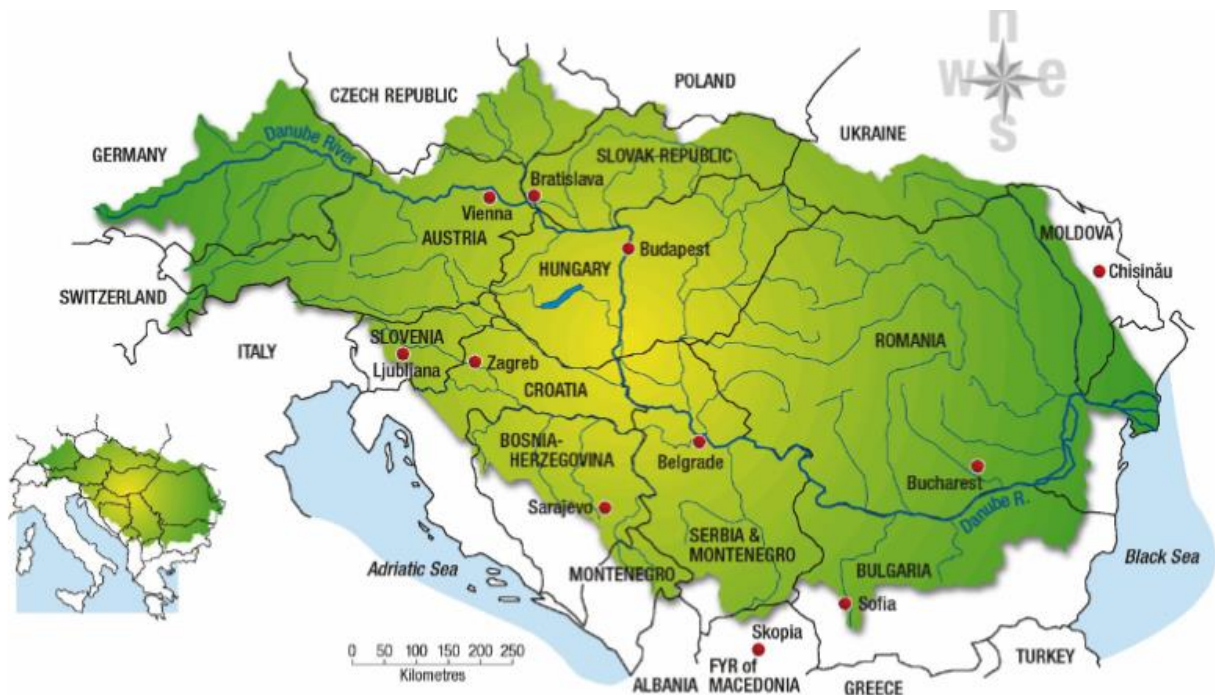 n
w e
s
POLAND
CZECH REPUBLIC
UKRAINE
GERMANY
Danube River
SLOVAK REPUBLIC
Bratislava
Vienna
AUSTRIA
MOLDOVA
Budapest
HUNGARY
Chisinău
SWITZERLAND
ITALY
SLOVENIA
Ljubljana
Zagreb
ROMANIA
CROATIA
BOSNIA-
HERZEGOVINA
Belgrade
Bucharest
Sarajevo
Danube R.
SERBIA &
MONTENEGRO
Adriatic Sea
MONTENEGRO
BULGARIA
Black Sea
Sofia
Skopia
0 50 100 150 200 250
Kilometres
ALBANIA
FYR of
MACEDONIA
GREECE
TURKEY